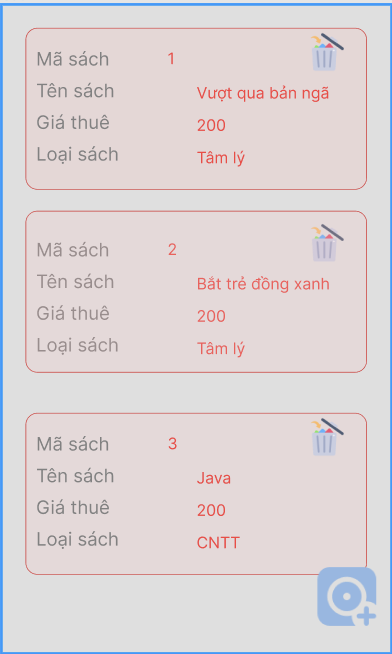 Mã sách 1
Tên sách Vượt qua bản ngã
Giá thuê 200
Loại sách Tâm lý
Mã sách 2
Tên sách Bắt trẻ đồng xanh
Giá thuê 200
Loại sách Tâm lý
Mã sách 3
Tên sách Java
Giá thuê 200
Loại sách CNTT